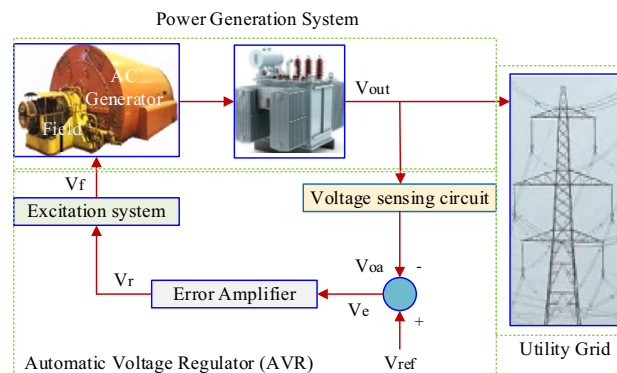 Power Generation System
AC
Generator
Field
Vout
Vf
Excitation system
Voltage sensing circuit
Voa
-
Vr
Error Amplifier
Ve
+
Vref
Automatic Voltage Regulator (AVR)
Utility Grid